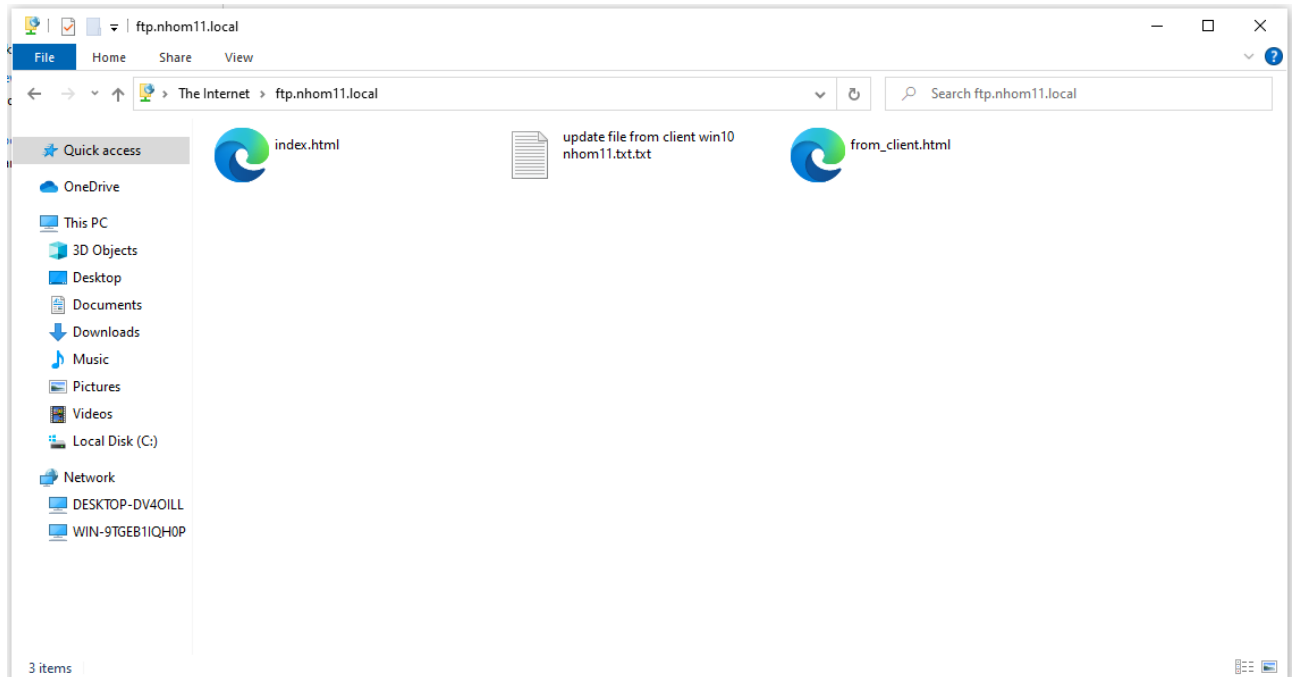 ftp.nhom11.local
File Home Share View
The Internet > ftp.nhom11.local
Search ftp.nhom11.local
Quick access
OneDrive
This PC
3D Objects
Desktop
Documents
Downloads
Music
Pictures
Videos
Local Disk (C:)
Network
DESKTOP-DV4OILL
WIN-9TGEB1IQH0P
index.html
update file from client win10
nhom11.txt.txt
from_client.html
3 items